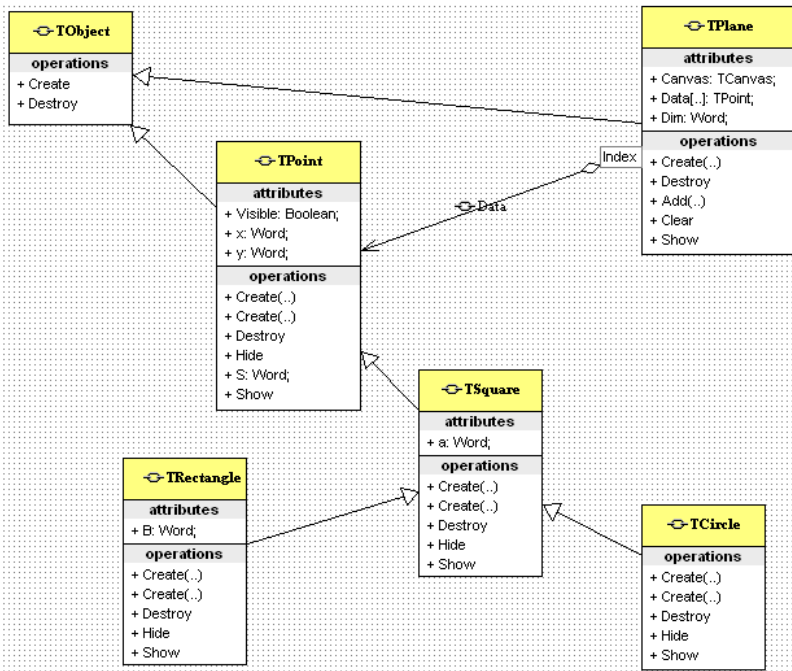 TObject
operations
+ Create
+ Destroy
TPlane
attributes
+ Canvas: TCanvas;
+ Data[..]: TPoint;
+ Dim: Word;
operations
+ Create(..)
+ Destroy
+ Add(..)
+ Clear
+ Show
Index
Data
TPoint
attributes
+ Visible: Boolean;
+ x: Word;
+ y: Word;
operations
+ Create(..)
+ Create(..)
+ Destroy
+ Hide
+ S: Word;
+ Show
TSquare
attributes
+ a: Word;
operations
+ Create(..)
+ Create(..)
+ Destroy
+ Hide
+ Show
TRectangle
attributes
+ B: Word;
operations
+ Create(..)
+ Create(..)
+ Destroy
+ Hide
+ Show
TCircle
operations
+ Create(..)
+ Create(..)
+ Destroy
+ Hide
+ Show